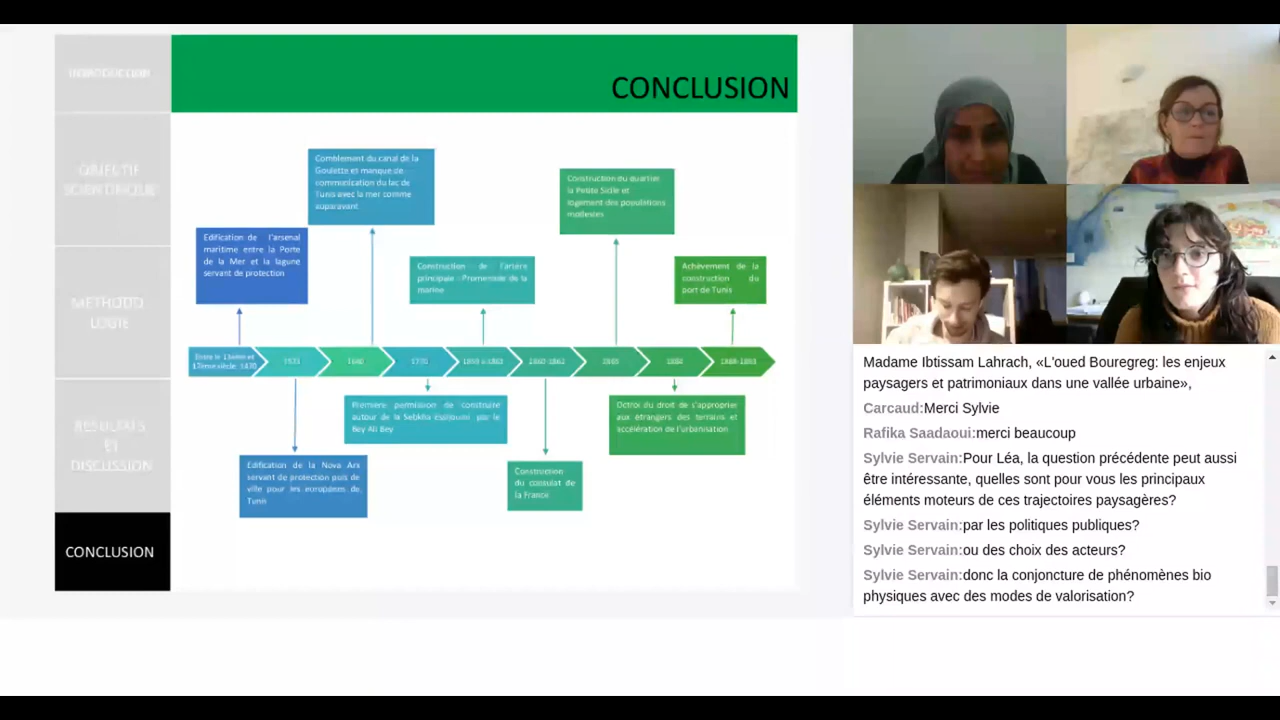 INTRODUCTION
OBJECTIF
SCIENTIFIQUE
METHODO
LOGIE
RESULTATS
ET
DISCUSSION
CONCLUSION
CONCLUSION
Comblement du canal de la
Goulette et manque de
communication du lac de
Tunis avec la mer comme
auparavant
Construction du quartier
la Petite Sicile et
logement des populations
modestes
Edification de l'arsenal
maritime entre la Porte
de la Mer et la lagune
servant de protection
Construction de l'artère
principale : Promenade de la
marine
Achèvement de la
construction du
port de Tunis
1640
1770
1860-1862
Première permission de construire
autour de la Sebkha par le
Bey Ali Bey
Octroi du droit de s'approprier
aux étrangers des terrains et
accélération de l'urbanisation
Edification de la Nova Arx
servant de protection puis de
ville pour les européens de
Tunis
Construction
du consulat de
la France
Madame Ibtissam Lahrach, «L'oued Bouregreg: les enjeux
paysagers et patrimoniaux dans une vallée urbaine»,
Carcaud:Merci Sylvie
Rafika Saadaoui:merci beaucoup
Sylvie Servain:Pour Léa, la question précédente peut aussi
être intéressante, quelles sont pour vous les principaux
éléments moteurs de ces trajectoires paysagères?
Sylvie Servain:par les politiques publiques?
Sylvie Servain:ou des choix des acteurs?
Sylvie Servain:donc la conjoncture de phénomènes bio
physiques avec des modes de valorisation?